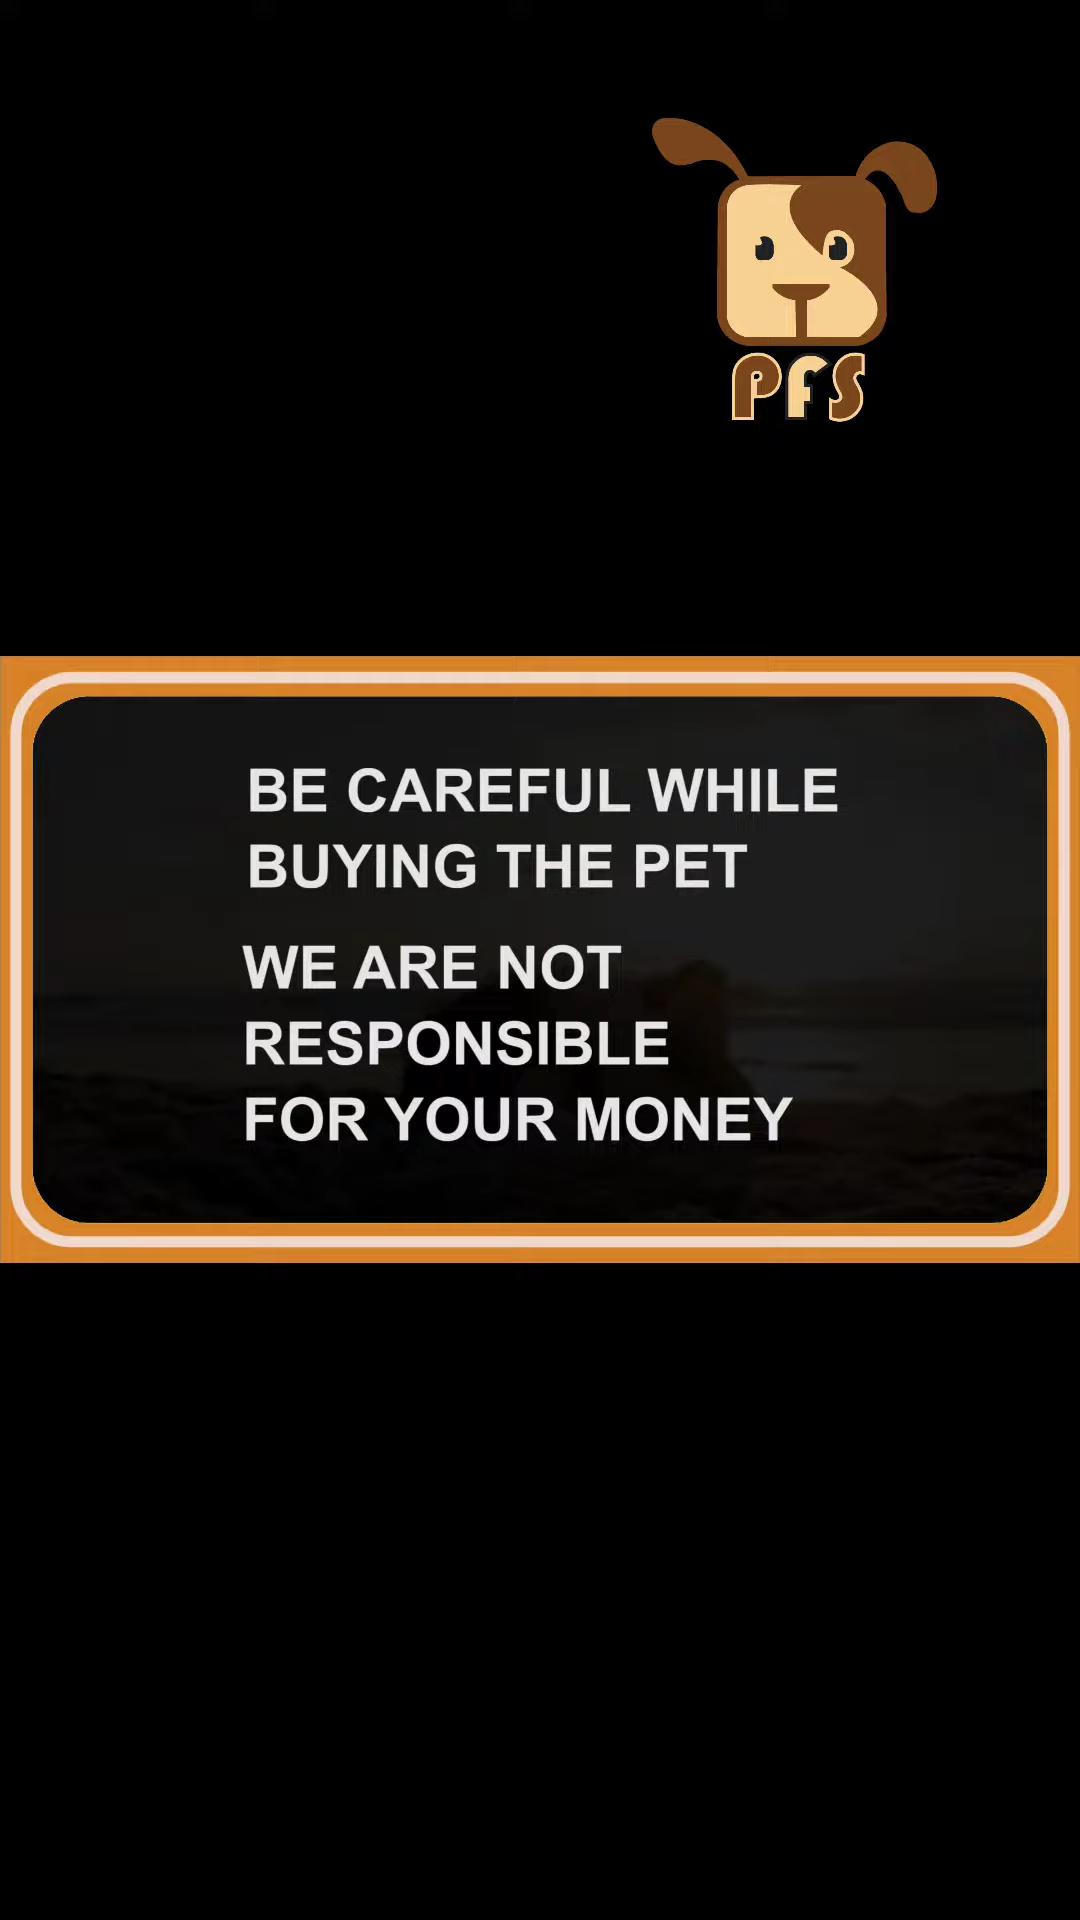 PFS
BE CAREFUL WHILE
BUYING THE PET
WE ARE NOT
RESPONSIBLE
FOR YOUR MONEY